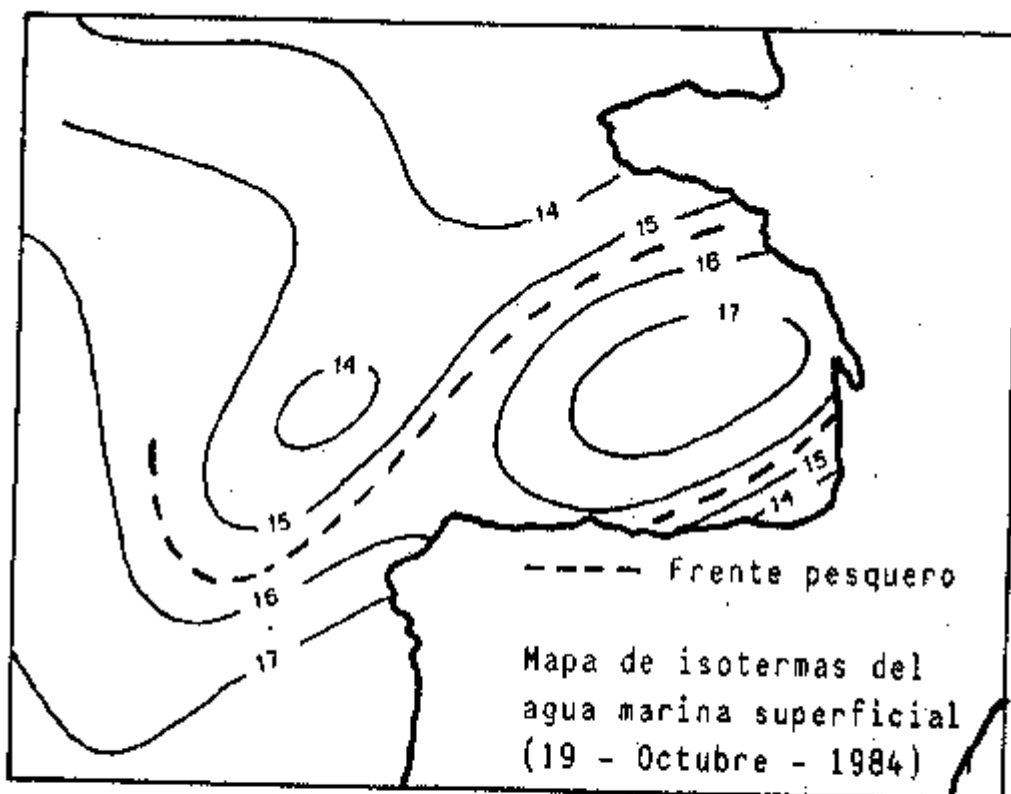 14
15
16
17
14
15
14
15
16
17
Frente pesquero
Mapa de isotermas del
agua marina superficial
(19 - Octubre - 1984)